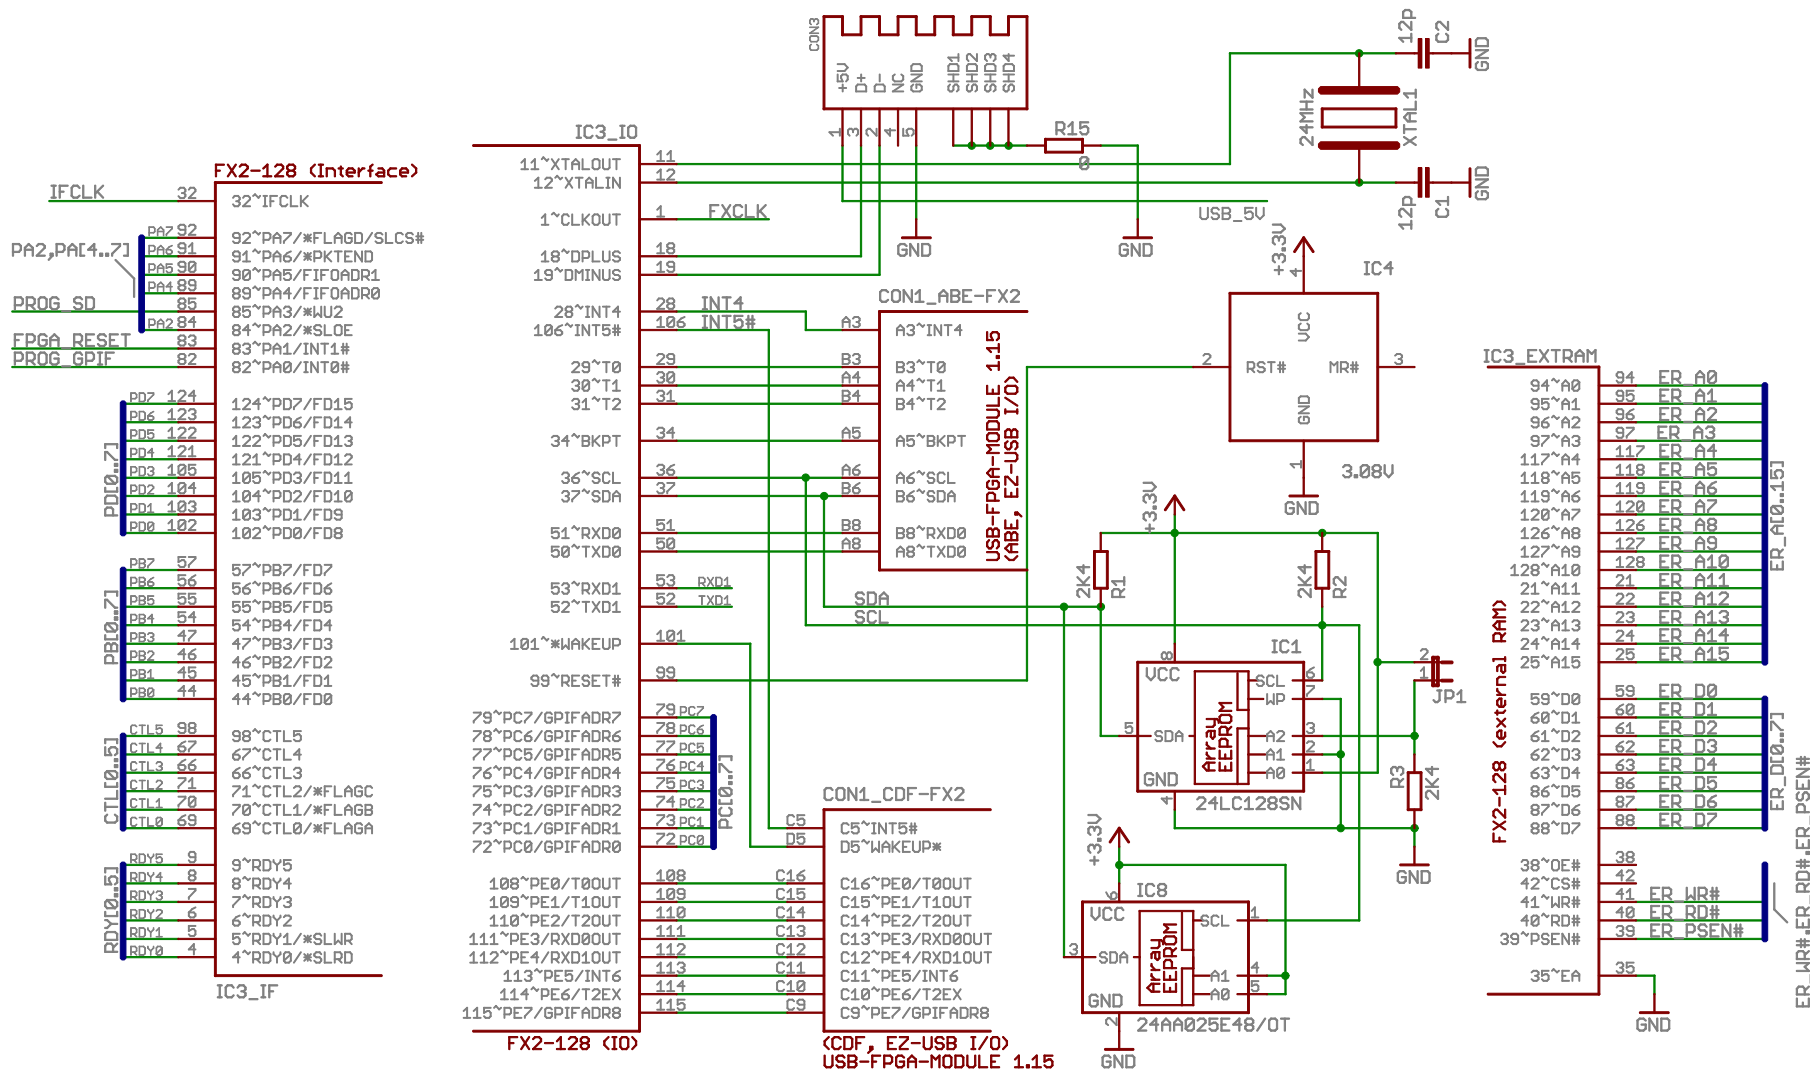 FX2-128 (Interface)
IFCLK
32
32~IFCLK
PA2,PA[4..7]
PA7
92
92~PA7/*FLAGD/SLCS#
PA6
91
91~PA6/*PKTEND
PA5
90
90~PA5/FIFOADR1
PA4
89
89~PA4/FIFOADR0
PROG_SD
85
85~PA3/*WU2
PA2
84
84~PA2/*SLOE
FPGA_RESET
83
83~PA1/INT1#
PROG_GPIF
82
82~PA0/INT0#
PD[0..7]
PD7
124
124~PD7/FD15
PD6
123
123~PD6/FD14
PD5
122
122~PD5/FD13
PD4
121
121~PD4/FD12
PD3
105
105~PD3/FD11
PD2
104
104~PD2/FD10
PD1
103
103~PD1/FD9
PD0
102
102~PD0/FD8
PB[0..7]
PB7
57
57~PB7/FD7
PB6
56
56~PB6/FD6
PB5
55
55~PB5/FD5
PB4
54
54~PB4/FD4
PB3
47
47~PB3/FD3
PB2
46
46~PB2/FD2
PB1
45
45~PB1/FD1
PB0
44
44~PB0/FD0
CTL[0..5]
CTL5
98
98~CTL5
CTL4
67
67~CTL4
CTL3
66
66~CTL3
CTL2
71
71~CTL2/*FLAGC
CTL1
70
70~CTL1/*FLAGB
CTL0
69
69~CTL0/*FLAGA
RDY[0..5]
RDY5
9
9~RDY5
RDY4
8
8~RDY4
RDY3
7
7~RDY3
RDY2
6
6~RDY2
RDY1
5
5~RDY1/*SLWR
RDY0
4
4~RDY0/*SLRD
IC3_IF
IC3_IO
11~XTALOUT
11
12~XTALIN
12
1~CLKOUT
1
FXCLK
18~DPLUS
18
19~DMINUS
19
28~INT4
28
INT4
106~INT5#
106
INT5#
29~T0
29
30~T1
30
31~T2
31
34~BKPT
34
36~SCL
36
37~SDA
37
51~RXD0
51
50~TXD0
50
53~RXD1
53
RXD1
52~TXD1
52
TXD1
101~*WAKEUP
101
99~RESET#
99
79~PC7/GPIFADR7
79
PC7
78~PC6/GPIFADR6
78
PC6
77~PC5/GPIFADR5
77
PC5
76~PC4/GPIFADR4
76
PC4
75~PC3/GPIFADR3
75
PC3
74~PC2/GPIFADR2
74
PC2
73~PC1/GPIFADR1
73
PC1
72~PC0/GPIFADR0
72
PC0
PC[0..7]
108~PE0/T0OUT
108
109~PE1/T1OUT
109
110~PE2/T2OUT
110
111~PE3/RXD0OUT
111
112~PE4/RXD1OUT
112
113~PE5/INT6
113
114~PE6/T2EX
114
115~PE7/GPIFADR8
115
FX2-128 (IO)
CON3
+5V
D+
D-
NC
GND
SHD1
SHD2
SHD3
SHD4
1
3
2
4
5
R15
0
GND
GND
USB_5V
12p
C2
GND
24MHz
XTAL1
12p
C1
GND
CON1_ABE-FX2
A3
A3~INT4
B3
B3~T0
A4
A4~T1
B4
B4~T2
A5
A5~BKPT
A6
A6~SCL
B6
B6~SDA
B8
B8~RXD0
A8
A8~TXD0
USB-FPGA-MODULE 1.15
(ABE, EZ-USB I/O)
+3.3V
4
IC4
VCC
2
RST#
MR#
3
GND
1
3.08V
GND
+3.3V
2K4
R1
2K4
R2
SDA
SCL
IC1
8
VCC
SCL
6
WP
7
5
SDA
A2
3
A1
2
A0
1
Array
EEPROM
GND
4
24LC128SN
2
1
JP1
R3
2K4
GND
CON1_CDF-FX2
C5
C5~INT5#
D5
D5~WAKEUP*
C16
C16~PE0/T0OUT
C15
C15~PE1/T1OUT
C14
C14~PE2/T2OUT
C13
C13~PE3/RXD0OUT
C12
C12~PE4/RXD1OUT
C11
C11~PE5/INT6
C10
C10~PE6/T2EX
C9
C9~PE7/GPIFADR8
(CDF, EZ-USB I/O)
USB-FPGA-MODULE 1.15
+3.3V
6
IC8
VCC
SCL
1
3
SDA
A1
4
A0
5
Array
EEPROM
GND
2
24AA025E48/OT
GND
IC3_EXTRAM
94~A0
94
ER_A0
95~A1
95
ER_A1
96~A2
96
ER_A2
97~A3
97
ER_A3
117~A4
117
ER_A4
118~A5
118
ER_A5
119~A6
119
ER_A6
120~A7
120
ER_A7
126~A8
126
ER_A8
127~A9
127
ER_A9
128~A10
128
ER_A10
21~A11
21
ER_A11
22~A12
22
ER_A12
23~A13
23
ER_A13
24~A14
24
ER_A14
25~A15
25
ER_A15
ER_A[0..15]
59~D0
59
ER_D0
60~D1
60
ER_D1
61~D2
61
ER_D2
62~D3
62
ER_D3
63~D4
63
ER_D4
86~D5
86
ER_D5
87~D6
87
ER_D6
88~D7
88
ER_D7
ER_D[0..7]
38~OE#
38
42~CS#
42
41~WR#
41
ER_WR#
40~RD#
40
ER_RD#
39~PSEN#
39
ER_PSEN#
ER_WR#,ER_RD#,ER_PSEN#
35~EA
35
GND
FX2-128 (external RAM)